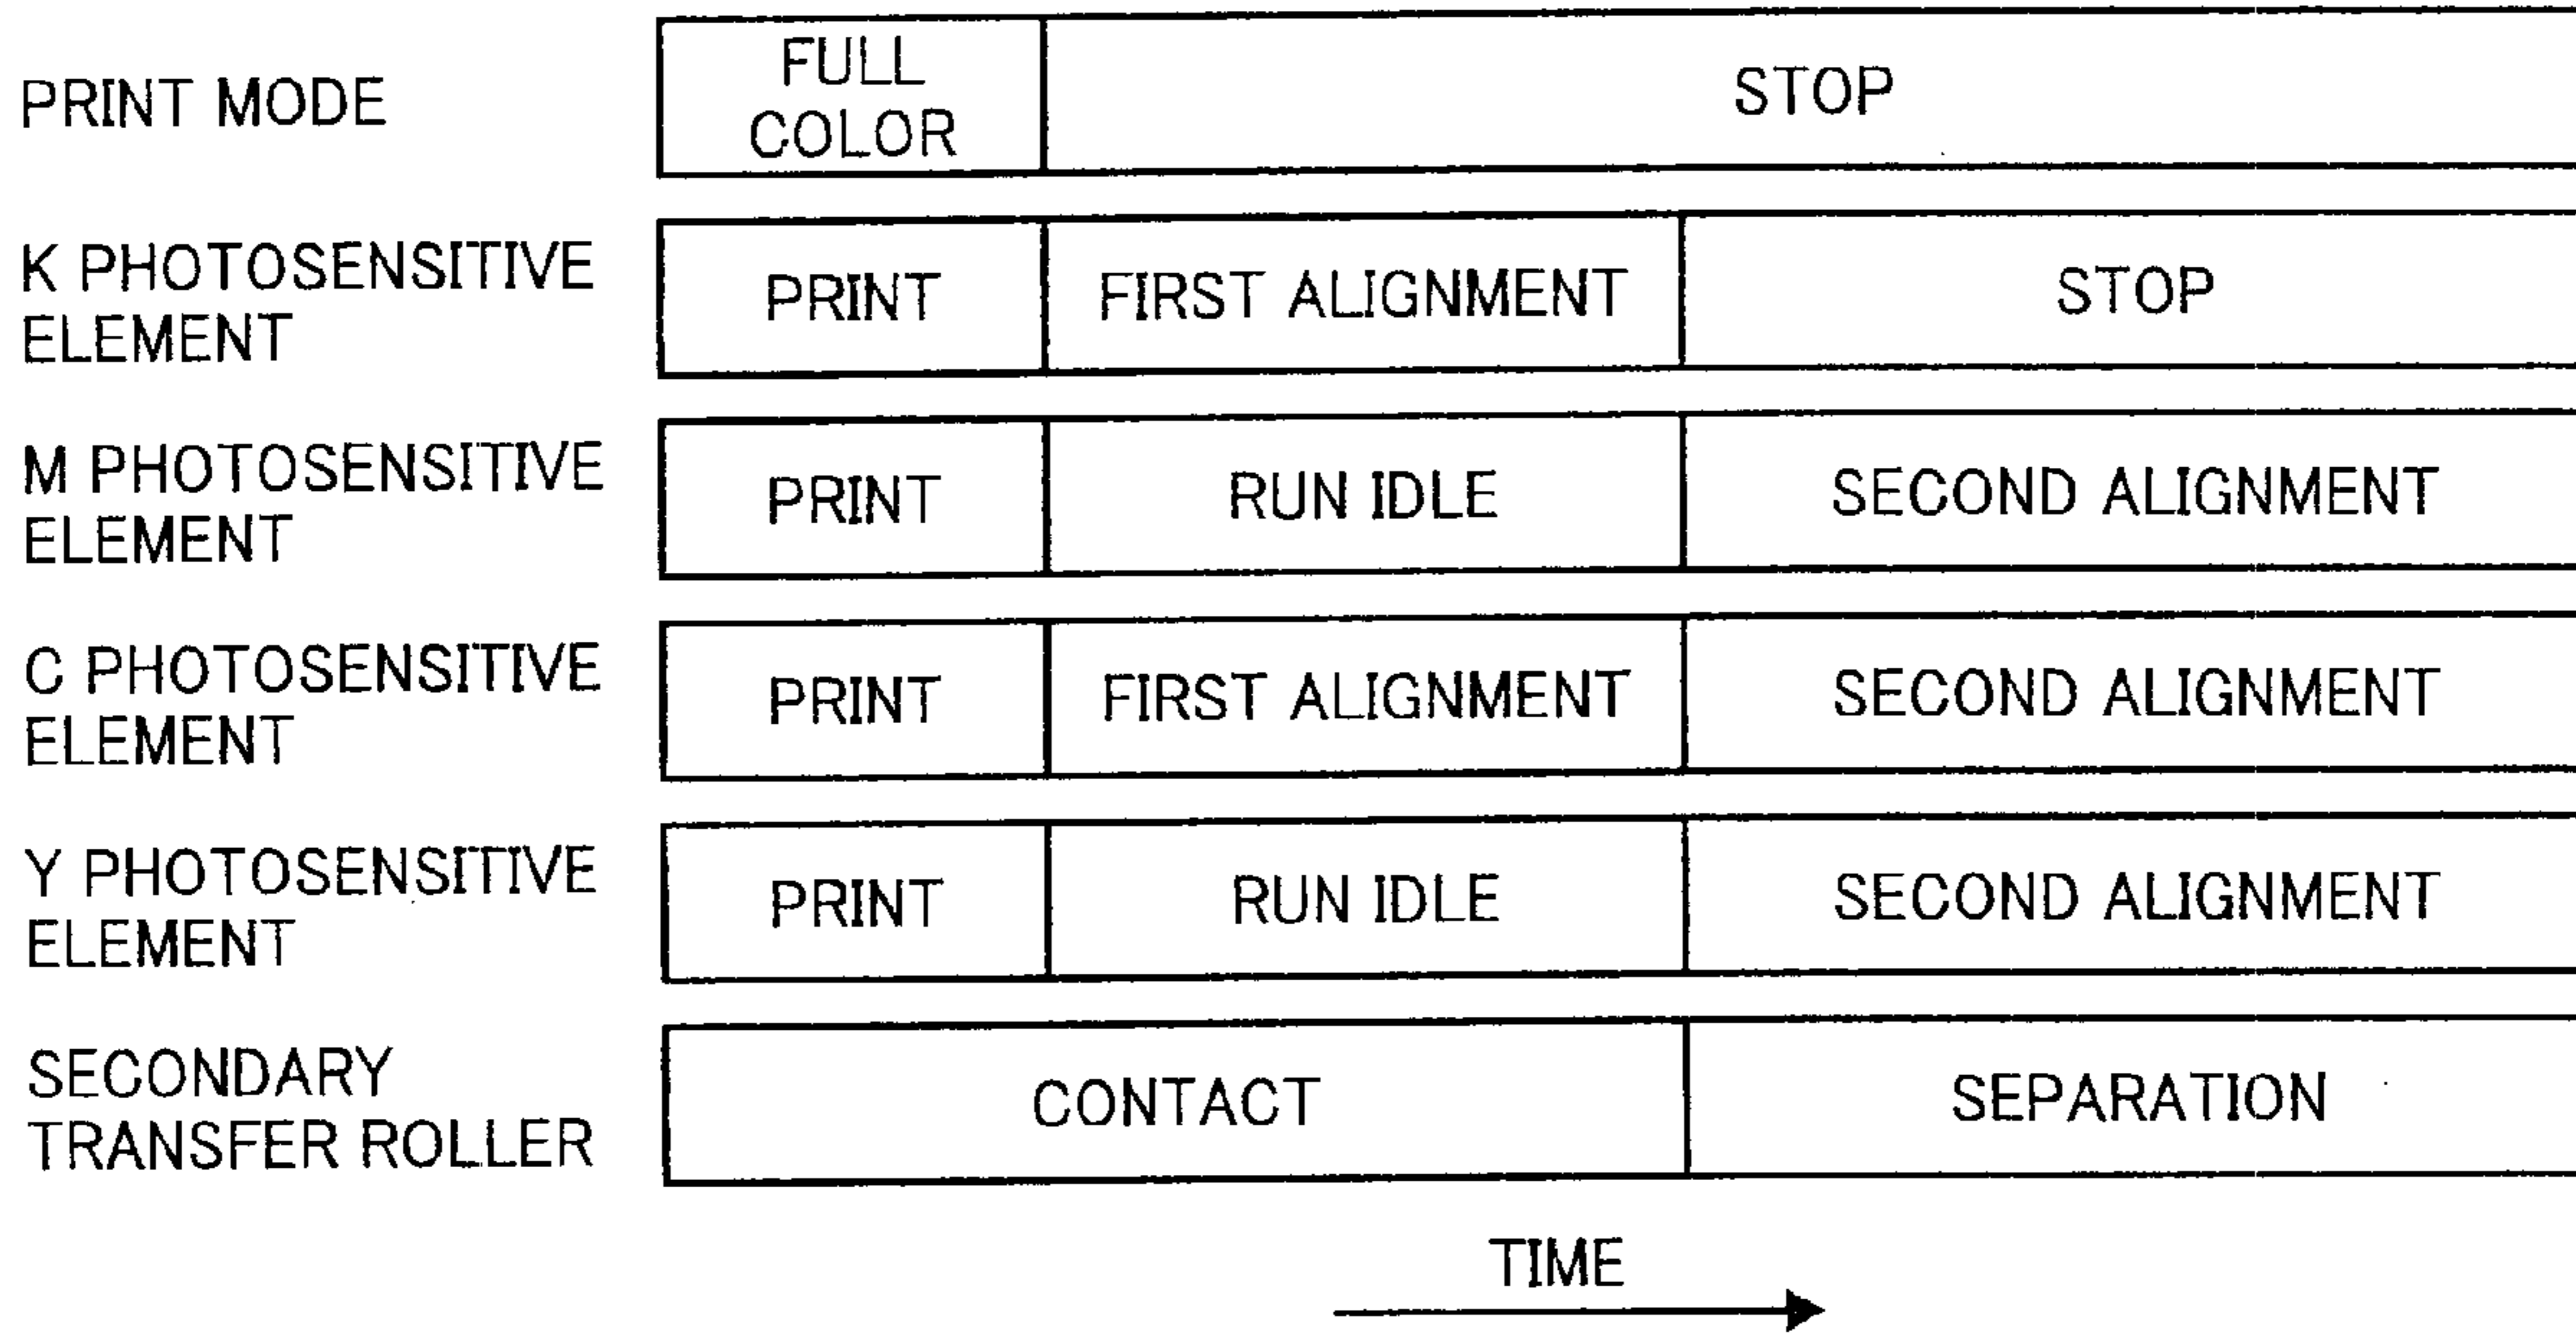 PRINT MODE
FULL
COLOR
STOP
K PHOTOSENSITIVE
ELEMENT
PRINT
FIRST ALIGNMENT
STOP
M PHOTOSENSITIVE
ELEMENT
PRINT
RUN IDLE
SECOND ALIGNMENT
C PHOTOSENSITIVE
ELEMENT
PRINT
FIRST ALIGNMENT
SECOND ALIGNMENT
Y PHOTOSENSITIVE
ELEMENT
PRINT
RUN IDLE
SECOND ALIGNMENT
SECONDARY
TRANSFER ROLLER
CONTACT
SEPARATION
TIME